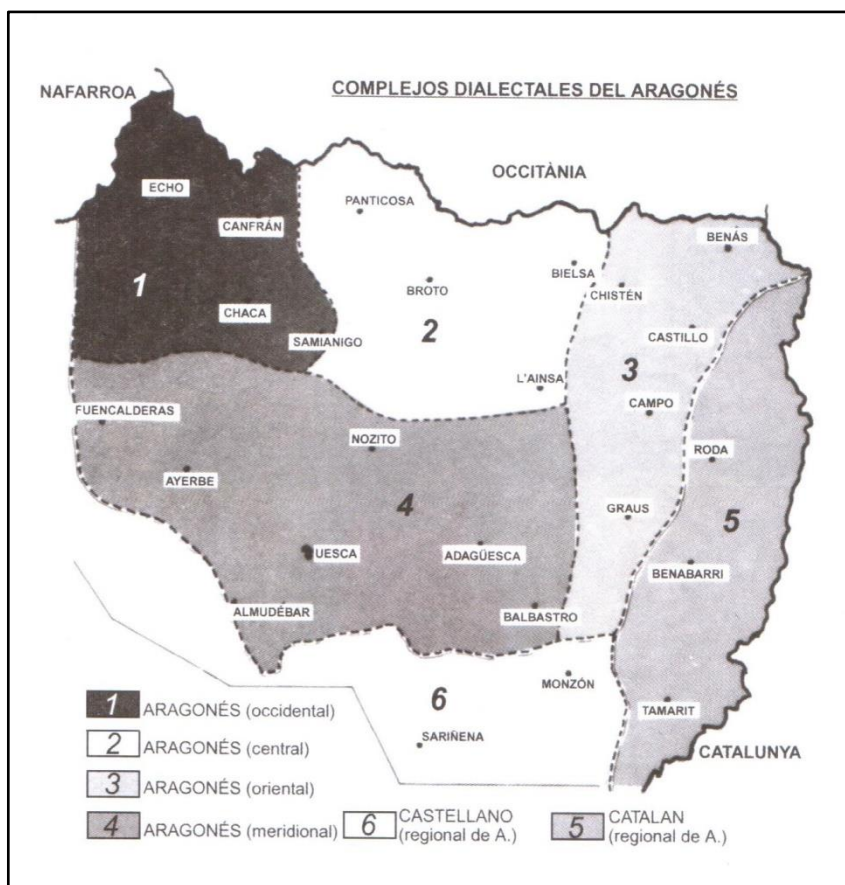 COMPLEJOS DIALECTALES DEL ARAGONÉS
NAFARROA
OCCITÀNIA
ECHO
PANTICOSA
CANFRÁN
BENÁS
BIELSA
BROTO
CHISTÉN
1
CHACA
2
CASTILLO
SAMIANIGO
3
L'AINSA
CAMPO
FUENCALDERAS
NOZITO
RODA
AYERBE
4
GRAUS
5
UESCA
ADAGÜESCA
BENABARRI
ALMUDÉBAR
BALBASTRO
6
MONZÓN
TAMARIT
SARIÑENA
CATALUNYA
1 ARAGONÉS (occidental)
2 ARAGONÉS (central)
3 ARAGONÉS (oriental)
4 ARAGONÉS (meridional)
6 CASTELLANO
(regional de A.)
5 CATALAN
(regional de A.)